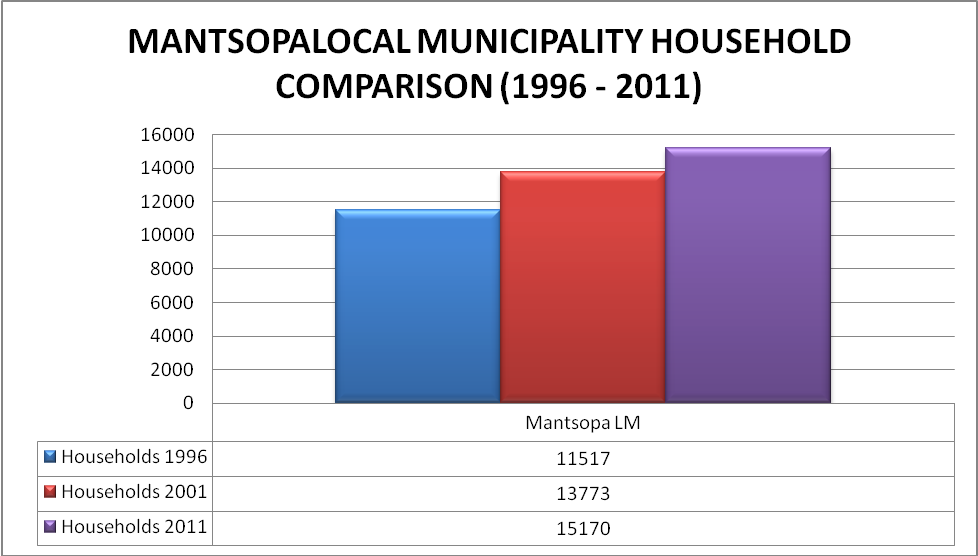 MANTSOPALOCAL MUNICIPALITY HOUSEHOLD
COMPARISON (1996 - 2011)
16000
14000
12000
10000
8000
6000
4000
2000
0
Mantsopa LM
Households 1996 11517
Households 2001 13773
Households 2011 15170